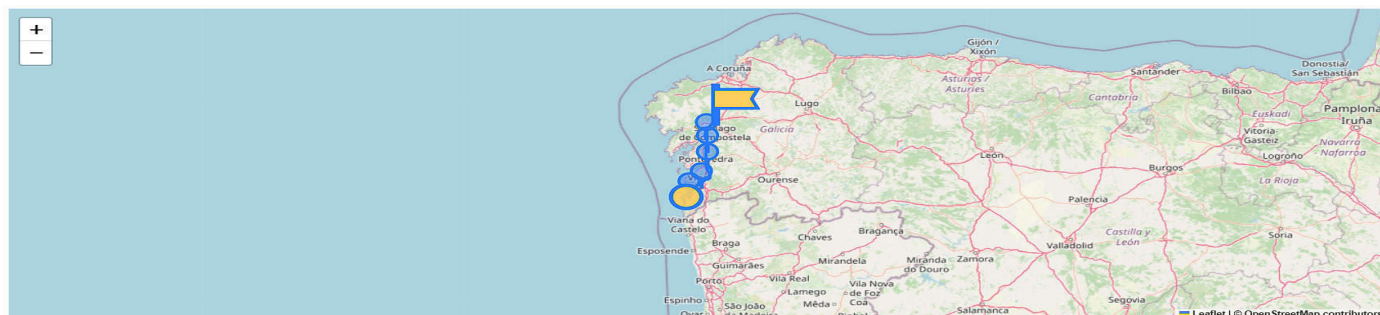 +
−
A Coruña
Gijón /
Xixón
Asturias /
Asturies
Santander
Donostia/
San Sebastián
Bilbao
Cantabria
Lugo
Pamplona
Iruña
Euskadi
Galicia
Vitoria-
Gasteiz
Navarra
Nafarroa
León
Logroño
Burgos
La Rioja
Ourense
Palencia
Viana do
Castelo
Chaves
Bragança
Castilla y
León
Soria
Valladolid
Esposende
Braga
Guimarães
Mirandela
Miranda
do Douro
Zamora
Porto
Vila Real
Lamego
Vila Nova
de Foz
Coa
Mêda
Espinho
São João
Segovia
Salamanca
Leaflet | © OpenStreetMap contributors